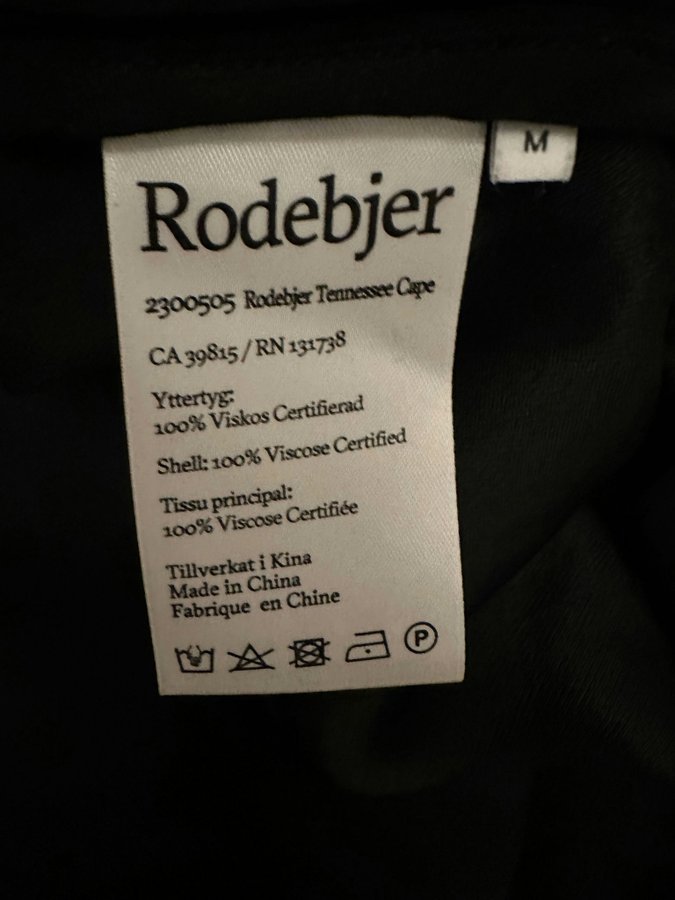 M
Rodebjer
2300505 Rodebjer Tennessee Cape
CA 39815 / RN 131738
Yttertyg:
100% Viskos Certifierad
Shell: 100% Viscose Certified
Tissu principal:
100% Viscose Certifiée
Tillverkat i Kina
Made in China
Fabrique en Chine
P